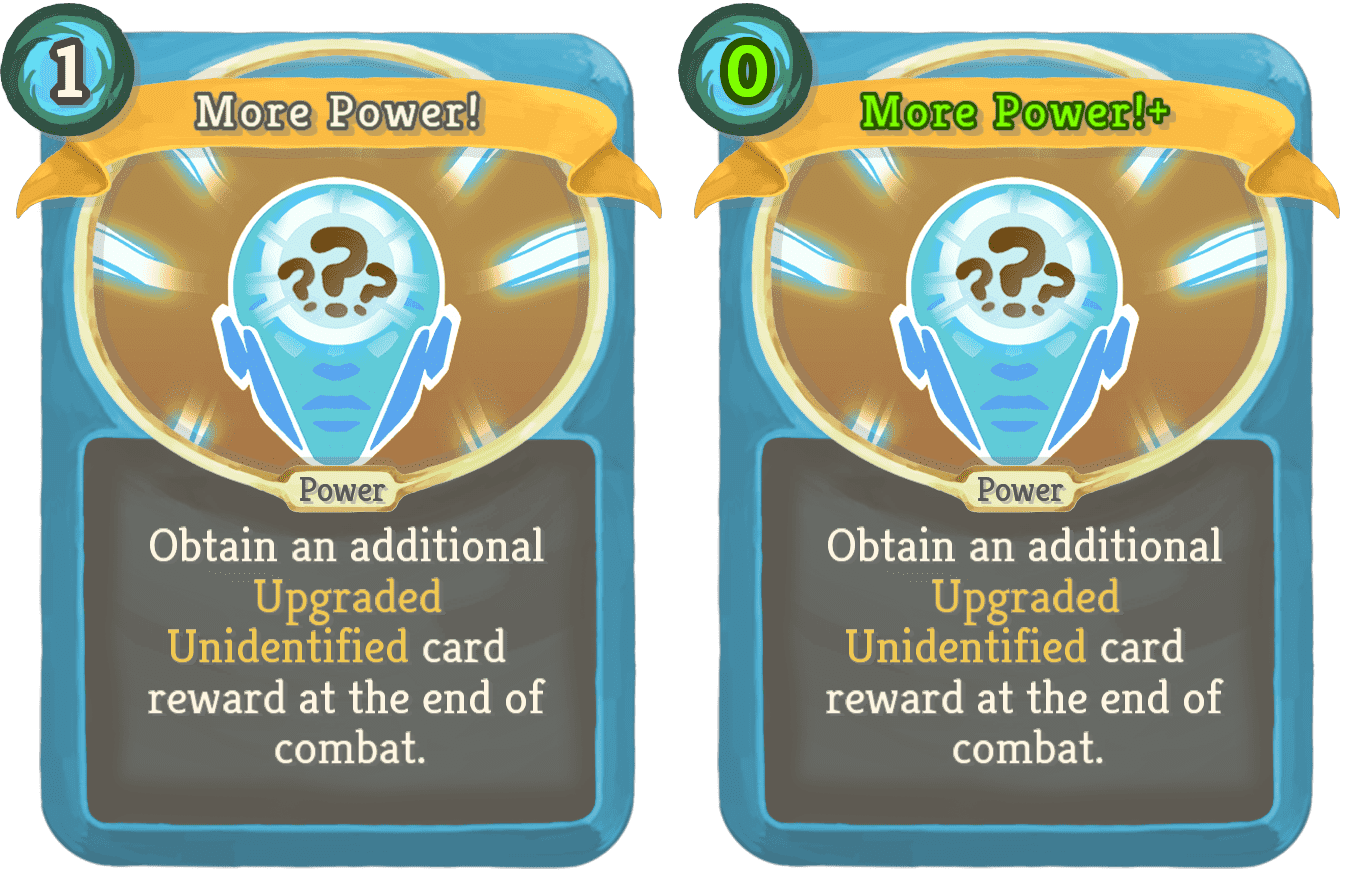 1
More Power!
???
Power
Obtain an additional
Upgraded
Unidentified card
reward at the end of
combat.
0
More Power!+
???
Power
Obtain an additional
Upgraded
Unidentified card
reward at the end of
combat.